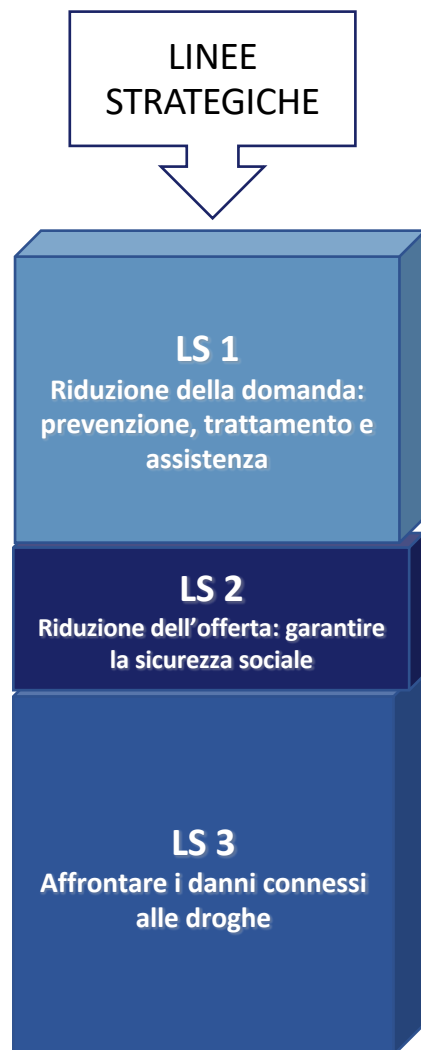 LINEE
STRATEGICHE
LS 1
Riduzione della domanda:
prevenzione, trattamento e
assistenza
LS 2
Riduzione dell’offerta: garantire
la sicurezza sociale
LS 3
Affrontare i danni connessi
alle droghe